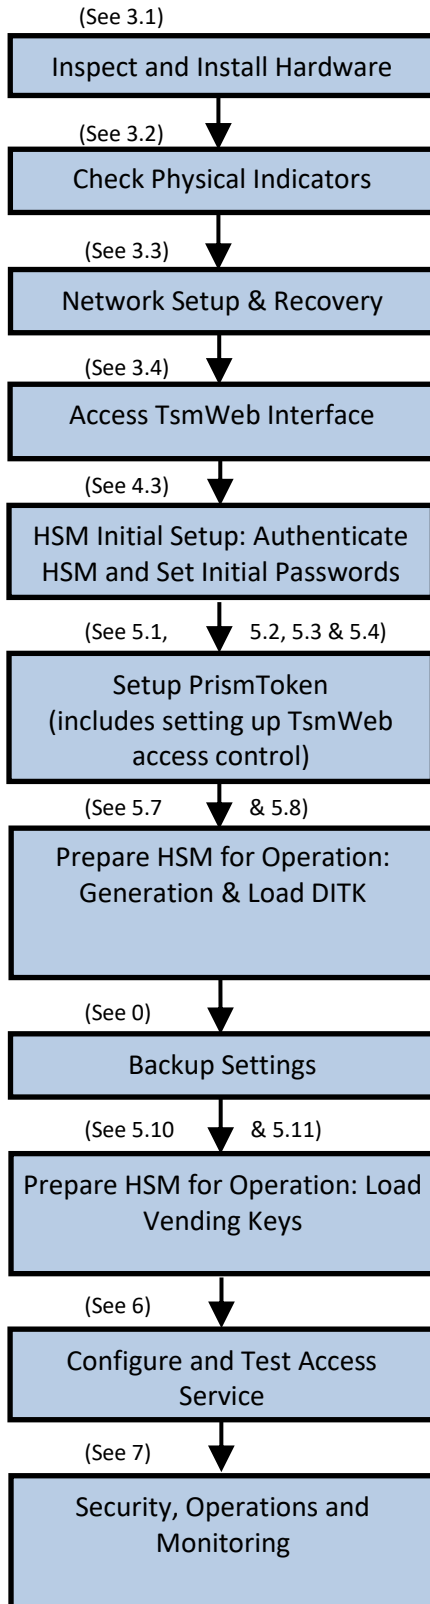 (See 3.1)
Inspect and Install Hardware
(See 3.2)
Check Physical Indicators
(See 3.3)
Network Setup & Recovery
(See 3.4)
Access TsmWeb Interface
(See 4.3)
HSM Initial Setup: Authenticate
HSM and Set Initial Passwords
(See 5.1, 5.2, 5.3 & 5.4)
Setup PrismToken
(includes setting up TsmWeb
access control)
(See 5.7 & 5.8)
Prepare HSM for Operation:
Generation & Load DITK
(See 0)
Backup Settings
(See 5.10 & 5.11)
Prepare HSM for Operation: Load
Vending Keys
(See 6)
Configure and Test Access
Service
(See 7)
Security, Operations and
Monitoring